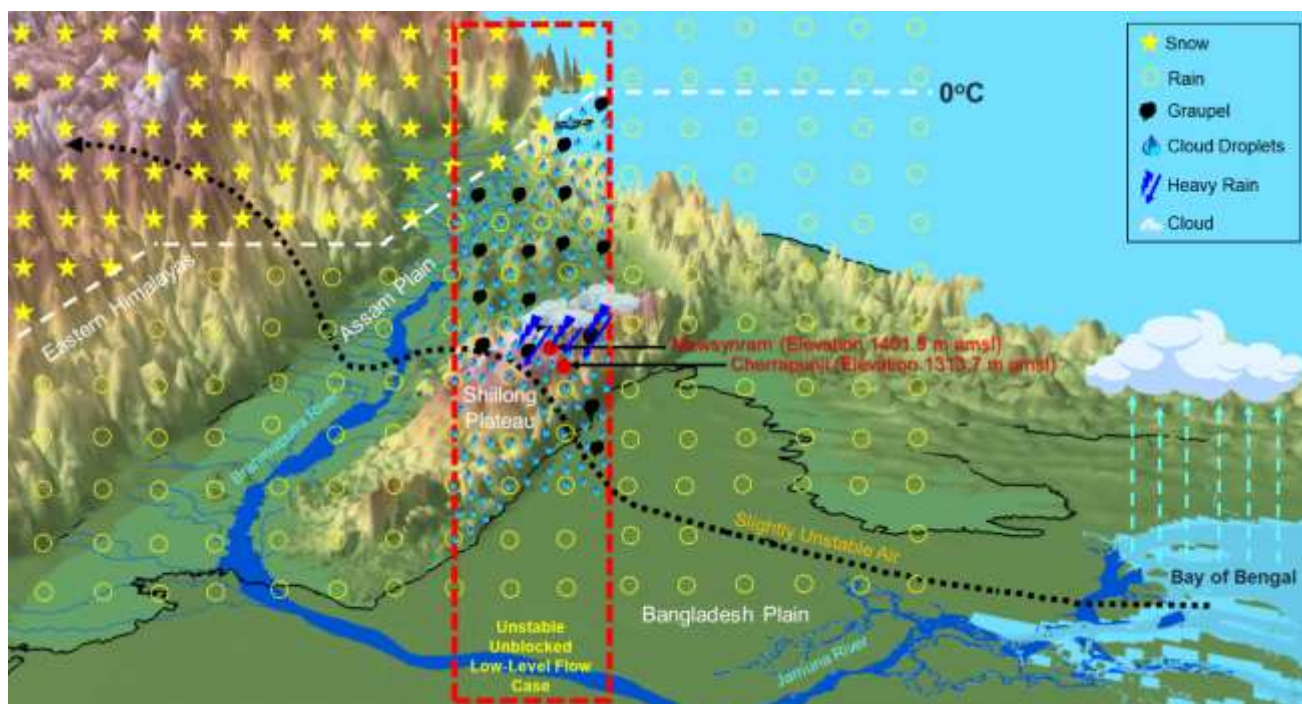 Snow
Rain
Graupel
Cloud Droplets
Heavy Rain
Cloud
0°C
Eastern Himalayas
Assam Plain
Mawsynram (Elevation 1401.5 m amsl)
Cherrapunji (Elevation 1313.7 m amsl)
Shillong
Plateau
Brahmaputra River
Slightly Unstable Air
Bay of Bengal
Bangladesh Plain
Jamuna River
Unstable
Unblocked
Low-Level Flow
Case